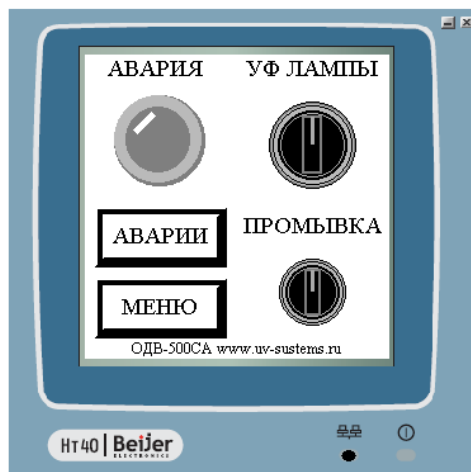 АВАРИЯ УФ ЛАМПЫ
АВАРИИ
ПРОМЫВКА
МЕНЮ
ОДВ-500СА www.uv-sustems.ru
HT40 Beijer
ELECTRONICS